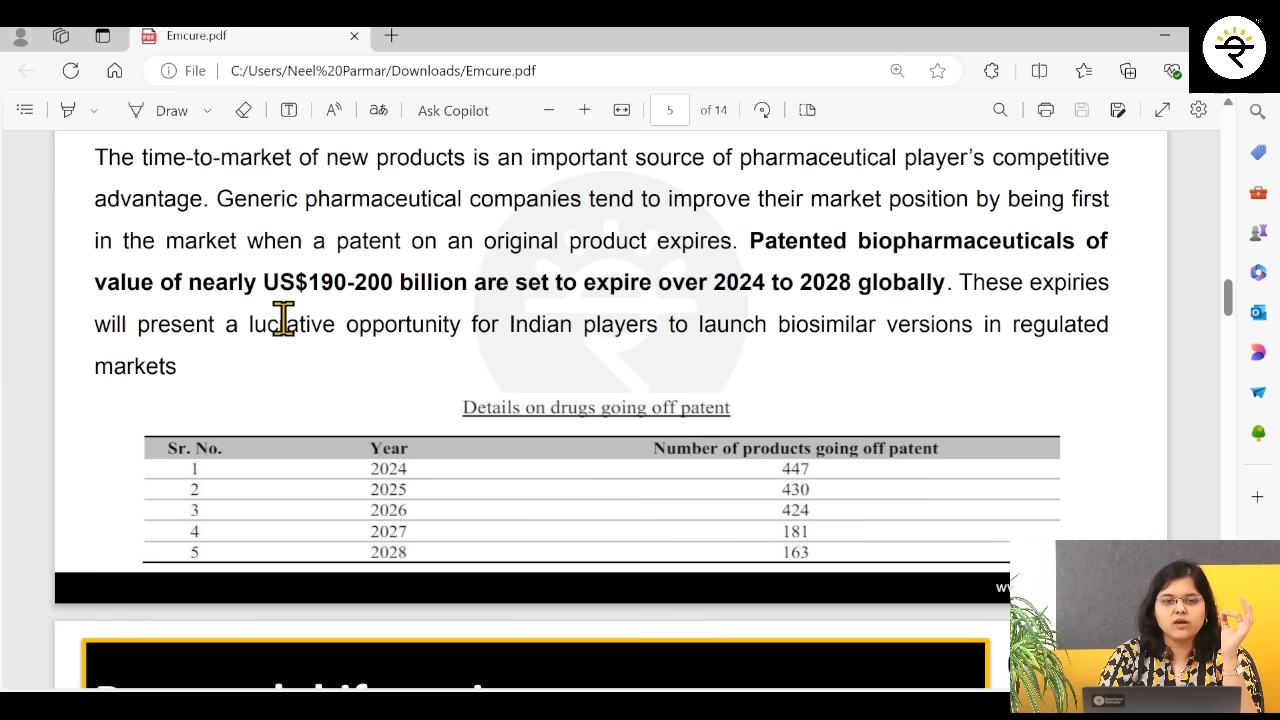 Emcure.pdf
File
C:/Users/Neel%20Parmar/Downloads/Emcure.pdf
Draw
Ask Copilot
5 of 14
The time-to-market of new products is an important source of pharmaceutical player's competitive
advantage. Generic pharmaceutical companies tend to improve their market position by being first
in the market when a patent on an original product expires. Patented biopharmaceuticals of
value of nearly US$190-200 billion are set to expire over 2024 to 2028 globally. These expiries
will present a lucrative opportunity for Indian players to launch biosimilar versions in regulated
markets
Details on drugs going off patent
Sr. No. Year Number of products going off patent
1 2024 447
2 2025 430
3 2026 424
4 2027 181
5 2028 163